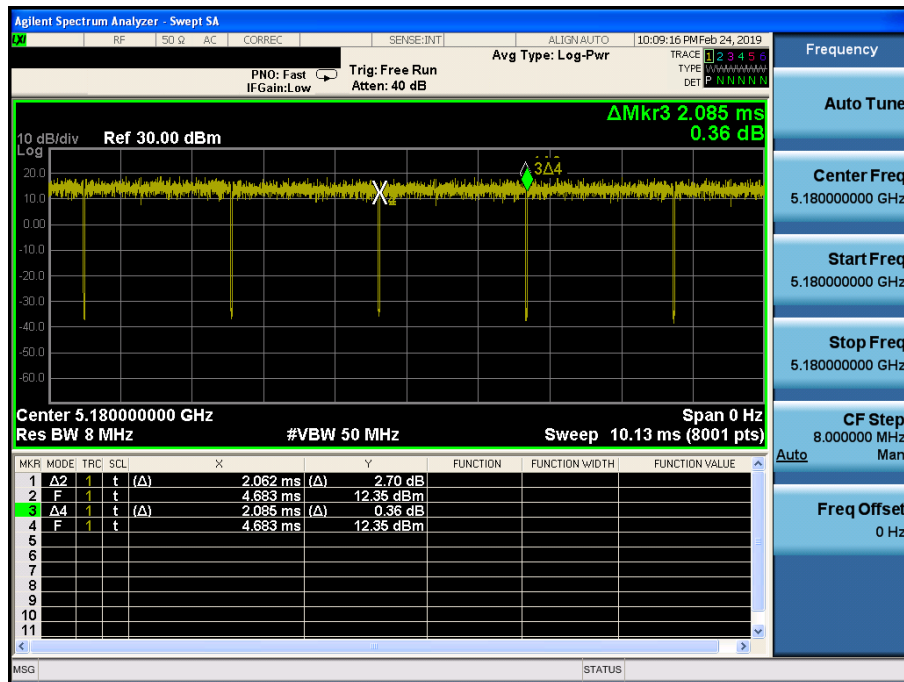 Agilent Spectrum Analyzer - Swept SA
LXI RF 50 Ω AC CORREC SENSE:INT ALIGN AUTO 10:09:16 PM Feb 24, 2019
Frequency
Avg Type: Log-Pwr TRACE 1 2 3 4 5 6
PNO: Fast Trig: Free Run TYPE WWWWWW
IFGain:Low Atten: 40 dB DET P N N N N N
Auto Tune
ΔMkr3 2.085 ms
10 dB/div Ref 30.00 dBm 0.36 dB
Log
20.0
3Δ4
10.0
0.00
-10.0
-20.0
-30.0
-40.0
-50.0
-60.0
Center Freq
5.180000000 GHz
Start Freq
5.180000000 GHz
Stop Freq
5.180000000 GHz
Center 5.180000000 GHz Span 0 Hz
Res BW 8 MHz #VBW 50 MHz Sweep 10.13 ms (8001 pts)
CF Step
8.000000 MHz
Auto Man
MKR MODE TRC SCL X Y FUNCTION FUNCTION WIDTH FUNCTION VALUE
1 Δ2 1 t (Δ) 2.062 ms (Δ) 2.70 dB
2 F 1 t 4.683 ms 12.35 dBm
3 Δ4 1 t (Δ) 2.085 ms (Δ) 0.36 dB
4 F 1 t 4.683 ms 12.35 dBm
5
6
7
8
9
10
11
Freq Offset
0 Hz
MSG STATUS